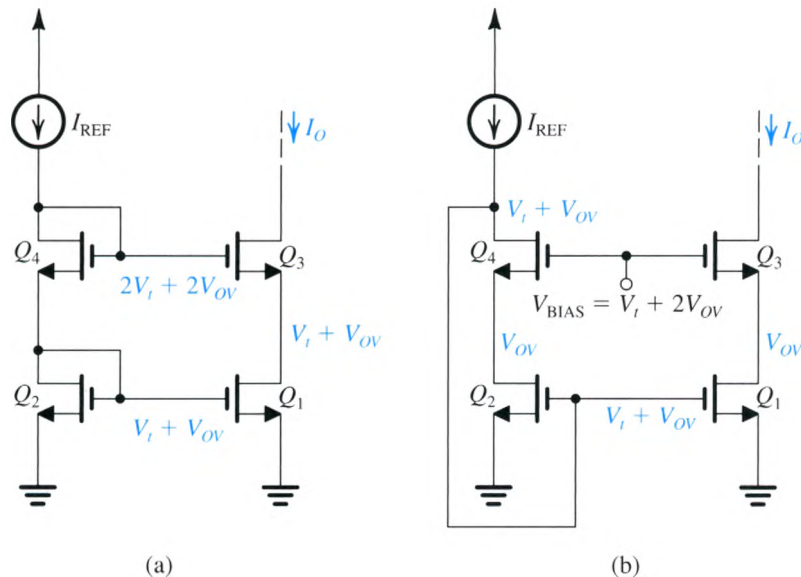 I_REF
I_O
Q_4
Q_3
2V_t + 2V_OV
V_t + V_OV
Q_2
Q_1
V_t + V_OV
(a)
I_REF
I_O
V_t + V_OV
Q_4
Q_3
V_BIAS = V_t + 2V_OV
V_OV
V_OV
Q_2
Q_1
V_t + V_OV
(b)